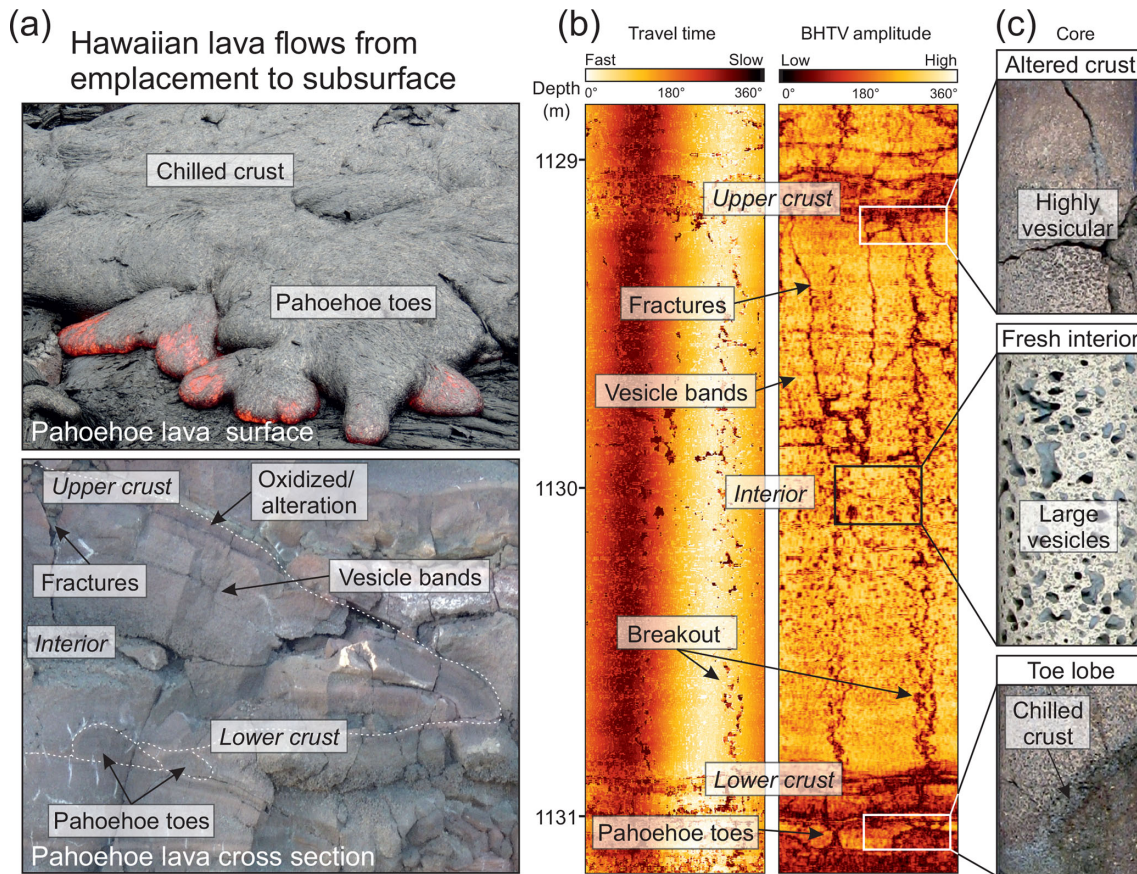 (a)
Hawaiian lava flows from
emplacement to subsurface
Chilled crust
Pahoehoe toes
Pahoehoe lava surface
Upper crust
Oxidized/
alteration
Fractures
Vesicle bands
Interior
Lower crust
Pahoehoe toes
Pahoehoe lava cross section
(b)
Travel time
BHTV amplitude
Fast
Slow
Low
High
Depth
(m)
0°
180°
360°
0°
180°
360°
1129
Upper crust
Fractures
Vesicle bands
1130
Interior
Breakout
Lower crust
1131
Pahoehoe toes
(c)
Core
Altered crust
Highly
vesicular
Fresh interior
Large
vesicles
Toe lobe
Chilled
crust